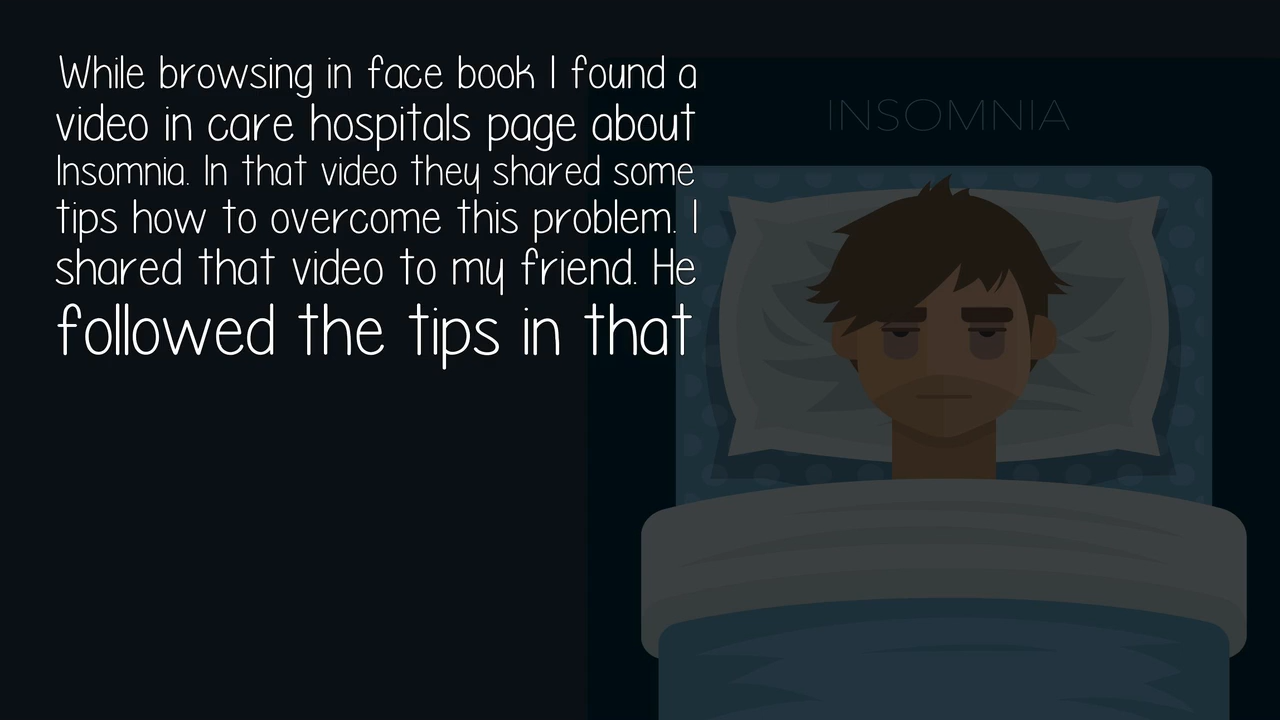 While browsing in face book I found a
video in care hospitals page about
Insomnia. In that video they shared some
tips how to overcome this problem. I
shared that video to my friend. He
followed the tips in that
INSOMNIA